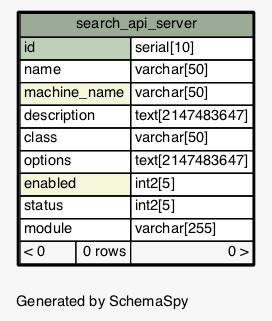 search_api_server
id serial[10]
name varchar[50]
machine_name varchar[50]
description text[2147483647]
class varchar[50]
options text[2147483647]
enabled int2[5]
status int2[5]
module varchar[255]
< 0 0 rows 0 >
Generated by SchemaSpy